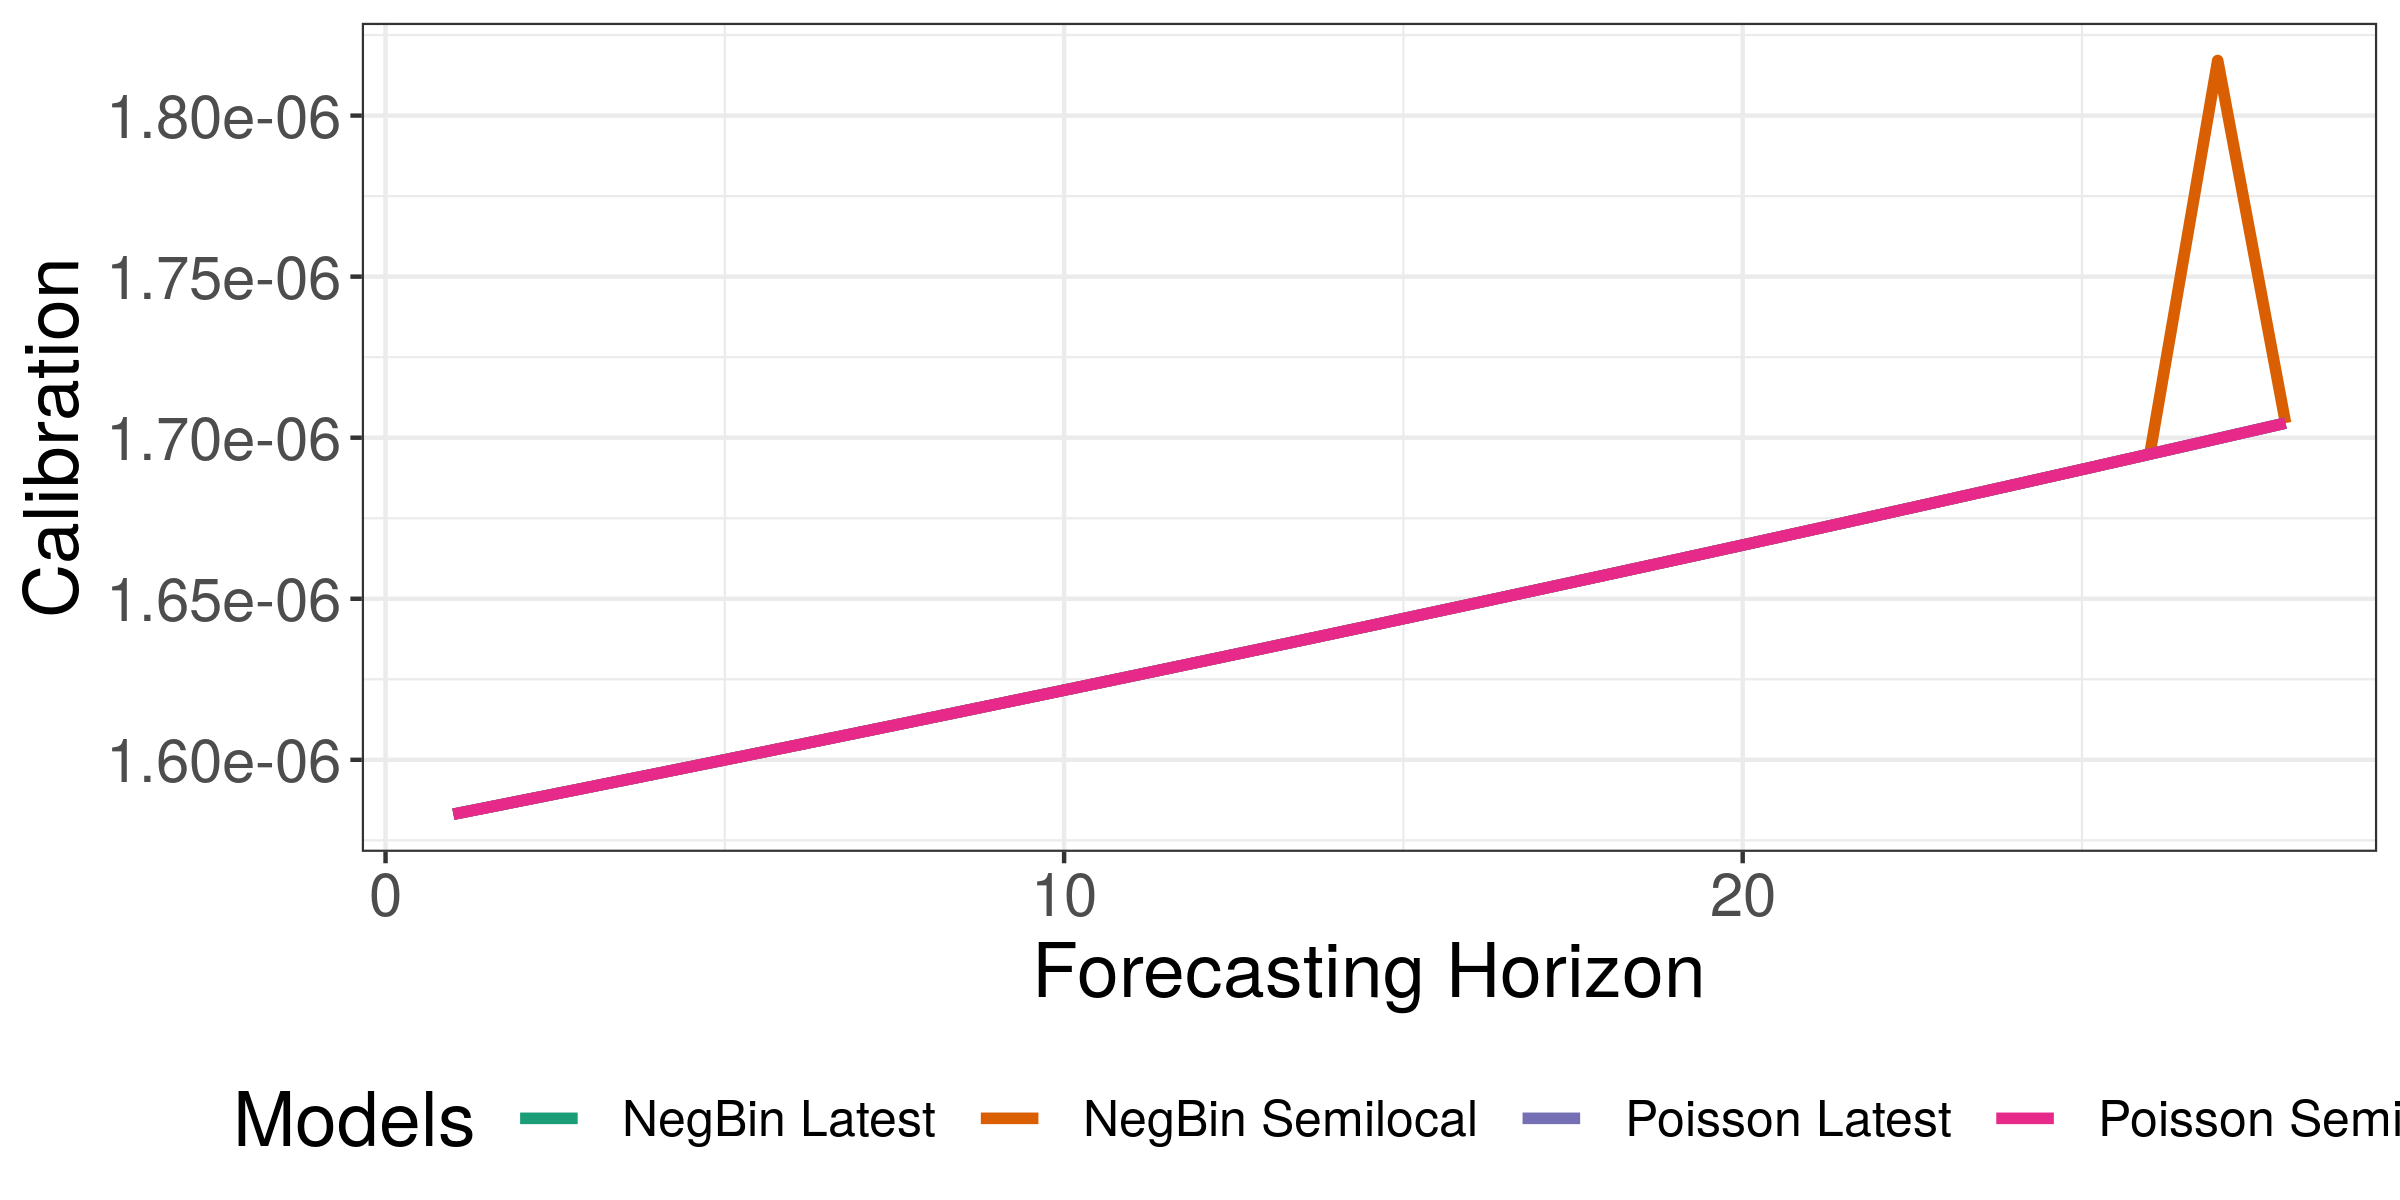 Calibration
1.80e-06
1.75e-06
1.70e-06
1.65e-06
1.60e-06
0 10 20
Forecasting Horizon
Models NegBin Latest NegBin Semilocal Poisson Latest Poisson Semi